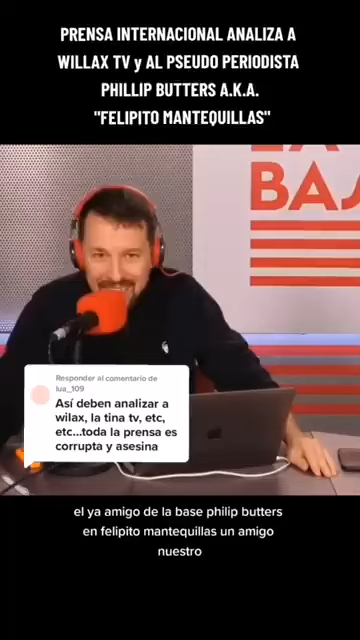 PRENSA INTERNACIONAL ANALIZA A
WILLAX TV y AL PSEUDO PERIODISTA
PHILLIP BUTTERS A.K.A.
"FELIPITO MANTEQUILLAS"
LA
BAS
Responder al comentario de
lua_109
Así deben analizar a
wilax, la tina tv, etc,
etc...toda la prensa es
corrupta y asesina
el ya amigo de la base philip butters
en felipito mantequillas un amigo
nuestro